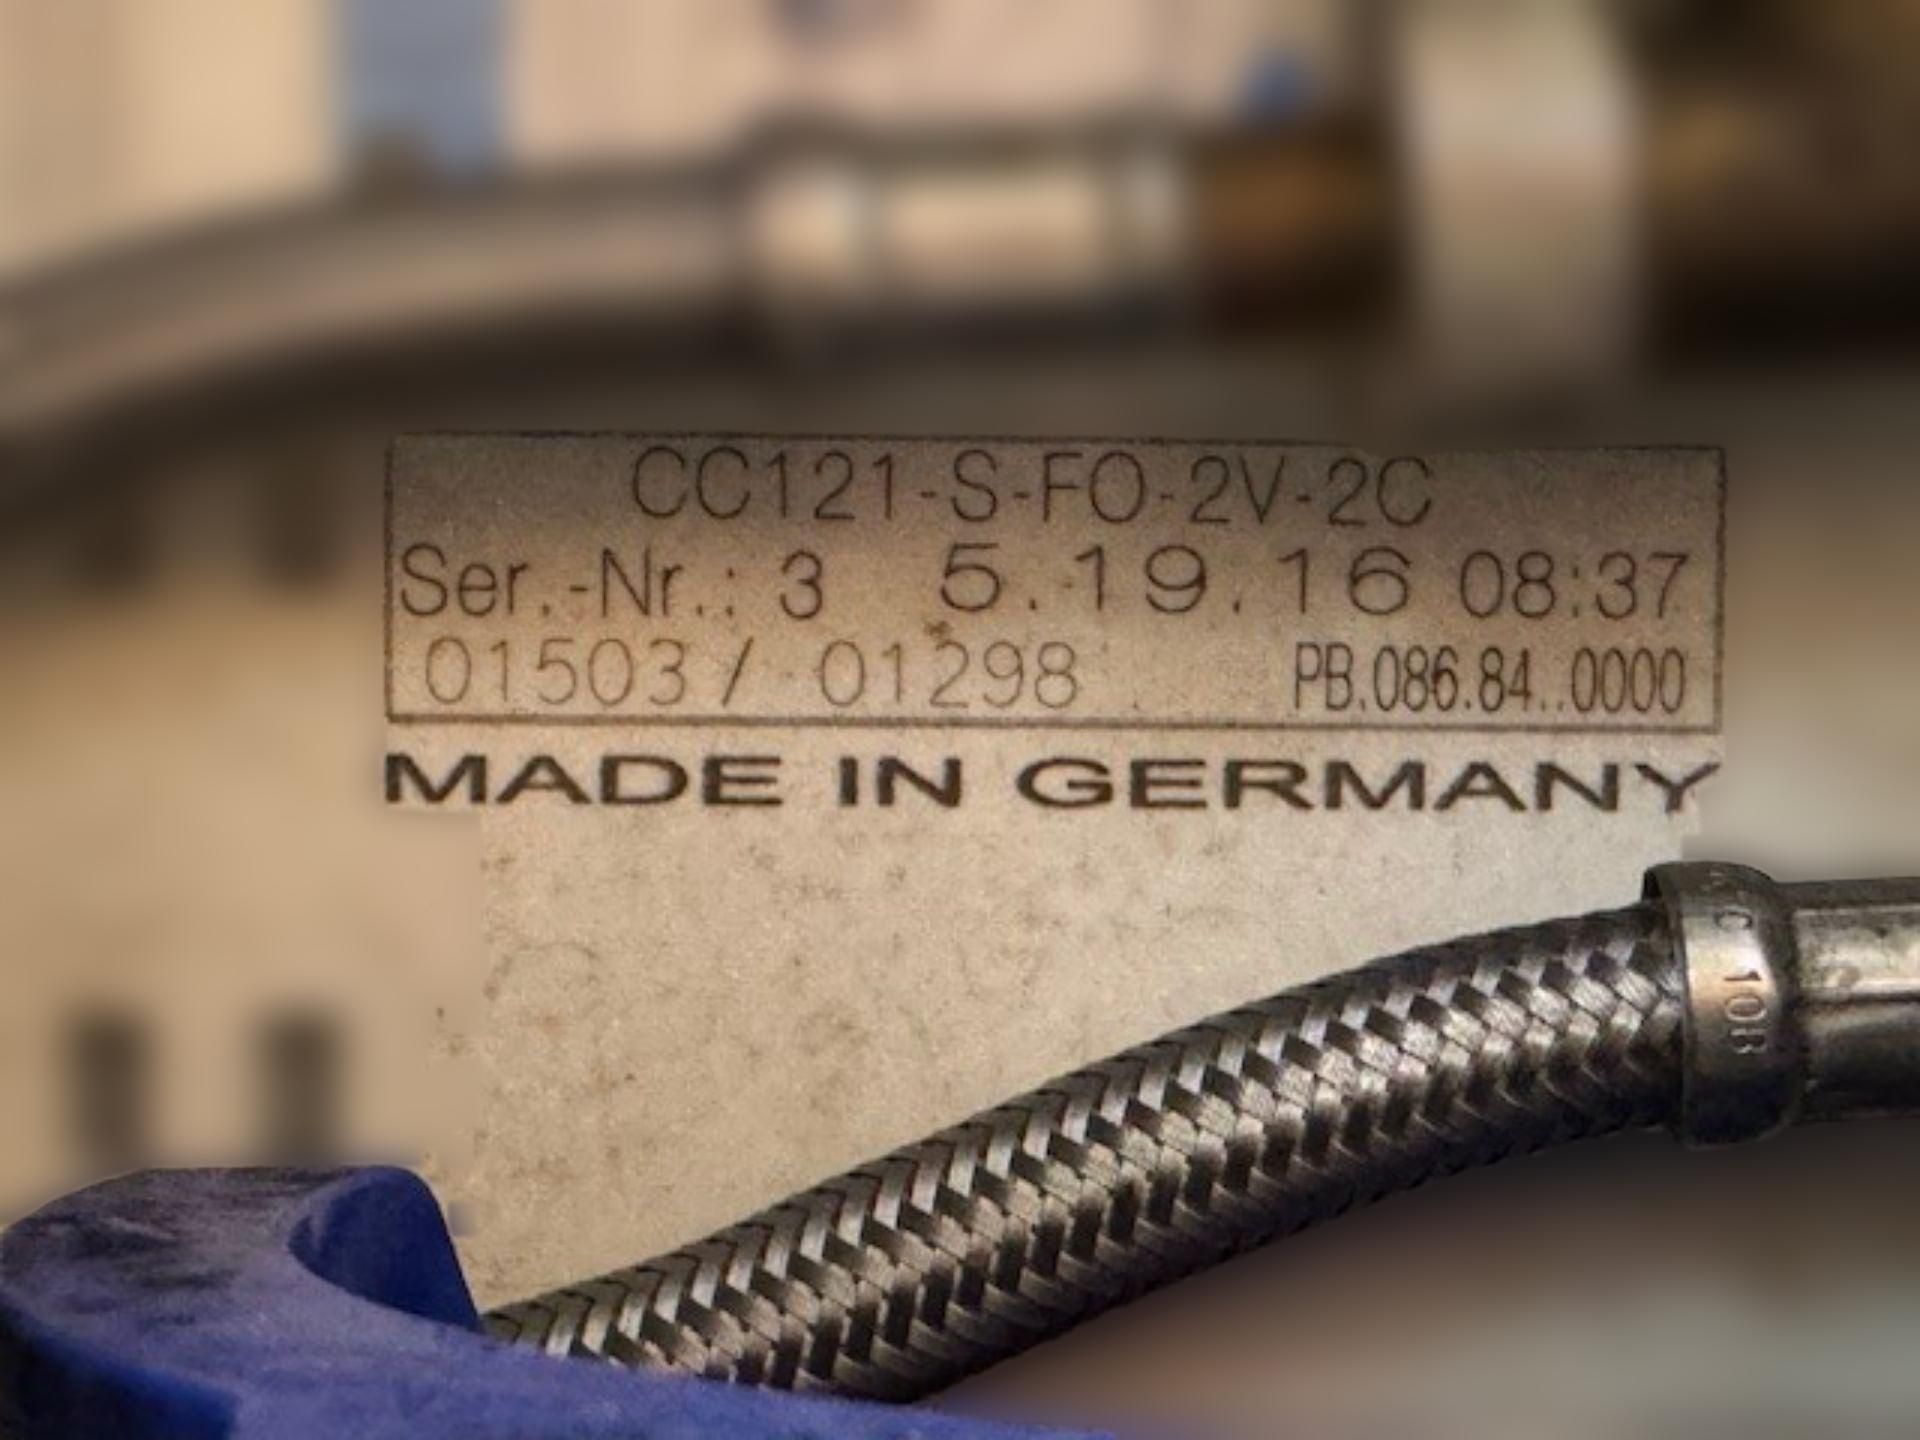 CC121-S-FO-2V-2C
Ser.-Nr.: 3 5.19.16 08:37
01503 / 01298 PB.086.84..0000
MADE IN GERMANY
10B